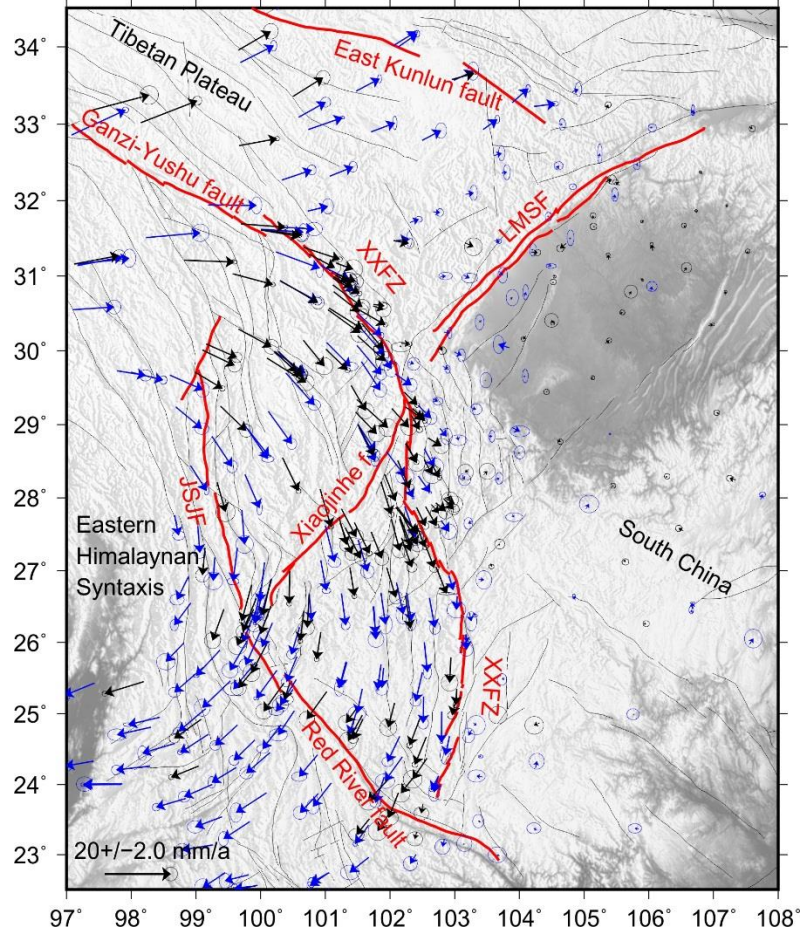 34°
33°
32°
31°
30°
29°
28°
27°
26°
25°
24°
23°
Tibetan Plateau
East Kunlun fault
Ganzi-Yushu fault
XXFZ
LMSF
JSJF
Xiaojinhe f.
Eastern
Himalaynan
Syntaxis
South China
XXFZ
Red River fault
20+/−2.0 mm/a
97° 98° 99° 100° 101° 102° 103° 104° 105° 106° 107° 108°